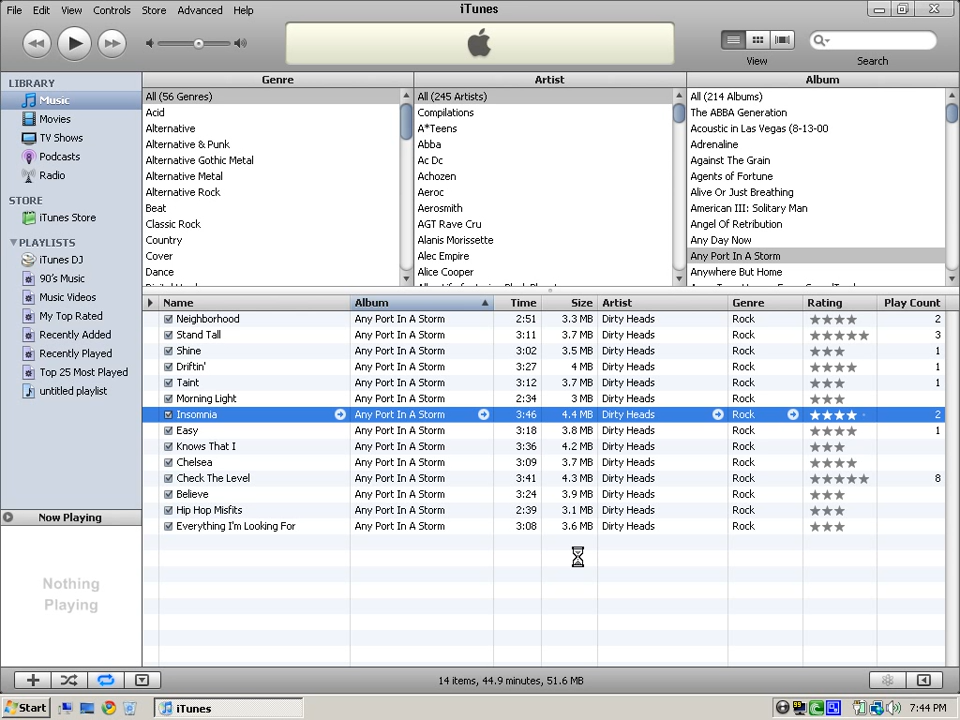 File Edit View Controls Store Advanced Help
iTunes
View
Search
LIBRARY
Music
Movies
TV Shows
Podcasts
Radio
STORE
iTunes Store
PLAYLISTS
iTunes DJ
90's Music
Music Videos
My Top Rated
Recently Added
Recently Played
Top 25 Most Played
untitled playlist
Now Playing
Nothing
Playing
Genre
All (56 Genres)
Acid
Alternative
Alternative & Punk
Alternative Gothic Metal
Alternative Metal
Alternative Rock
Beat
Classic Rock
Country
Cover
Dance
Artist
All (245 Artists)
Compilations
A*Teens
Abba
Ac Dc
Achozen
Aeroc
Aerosmith
AGT Rave Cru
Alanis Morissette
Alec Empire
Alice Cooper
Album
All (214 Albums)
The ABBA Generation
Acoustic in Las Vegas (8-13-00
Adrenaline
Against The Grain
Agents of Fortune
Alive Or Just Breathing
American III: Solitary Man
Angel Of Retribution
Any Day Now
Any Port In A Storm
Anywhere But Home
Name Album Time Size Artist Genre Rating Play Count
Neighborhood Any Port In A Storm 2:51 3.3 MB Dirty Heads Rock 2
Stand Tall Any Port In A Storm 3:11 3.7 MB Dirty Heads Rock 3
Shine Any Port In A Storm 3:02 3.5 MB Dirty Heads Rock 1
Driftin' Any Port In A Storm 3:27 4 MB Dirty Heads Rock 1
Taint Any Port In A Storm 3:12 3.7 MB Dirty Heads Rock 1
Morning Light Any Port In A Storm 2:34 3 MB Dirty Heads Rock
Insomnia Any Port In A Storm 3:46 4.4 MB Dirty Heads Rock 2
Easy Any Port In A Storm 3:18 3.8 MB Dirty Heads Rock 1
Knows That I Any Port In A Storm 3:36 4.2 MB Dirty Heads Rock
Chelsea Any Port In A Storm 3:09 3.7 MB Dirty Heads Rock
Check The Level Any Port In A Storm 3:41 4.3 MB Dirty Heads Rock 8
Believe Any Port In A Storm 3:24 3.9 MB Dirty Heads Rock
Hip Hop Misfits Any Port In A Storm 2:39 3.1 MB Dirty Heads Rock
Everything I'm Looking For Any Port In A Storm 3:08 3.6 MB Dirty Heads Rock
14 items, 44.9 minutes, 51.6 MB
Start iTunes 7:44 PM